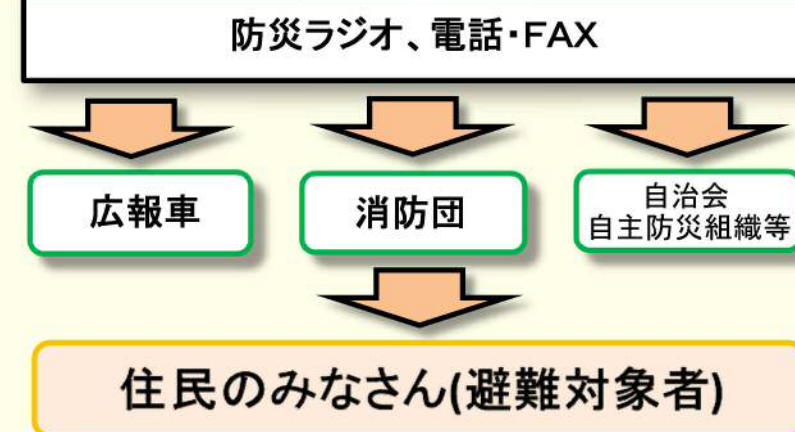 防災ラジオ、電話・FAX
広報車
消防団
自治会
自主防災組織等
住民のみなさん(避難対象者)